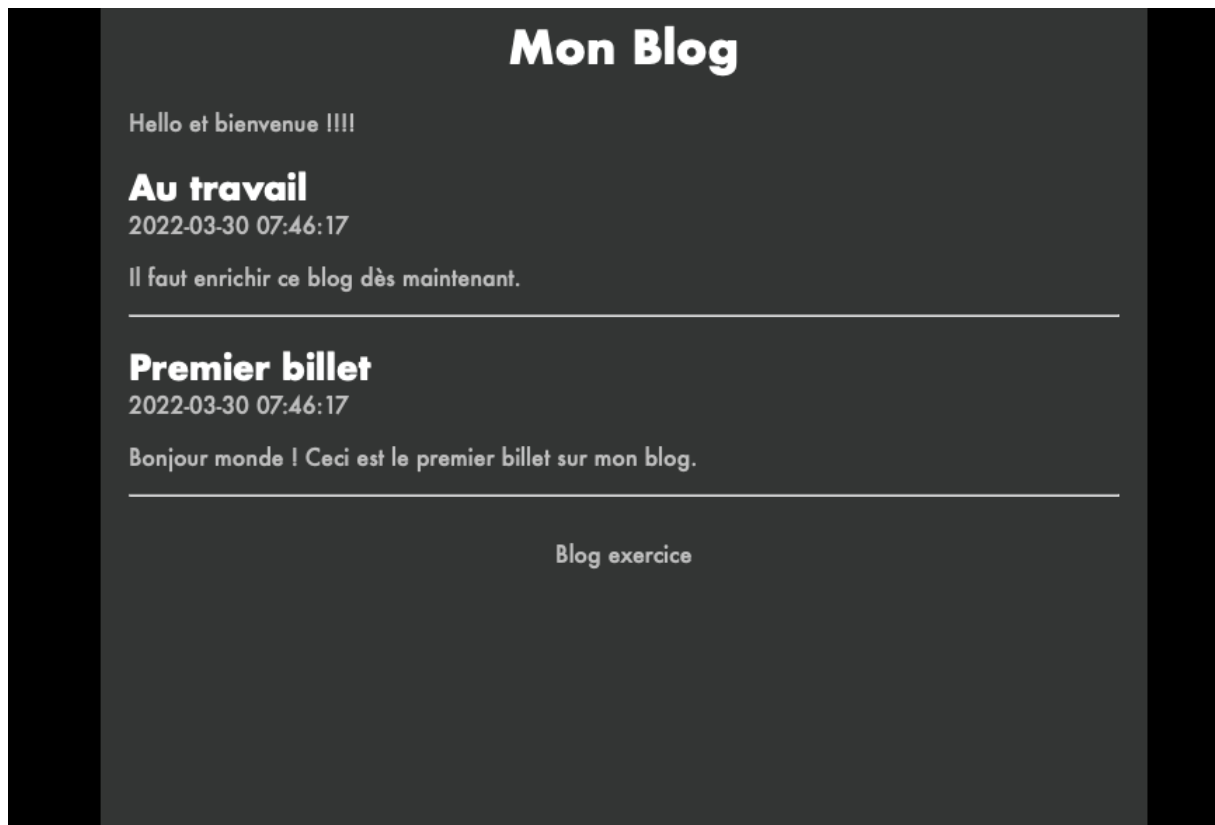 Mon Blog
Hello et bienvenue !!!!
Au travail
2022-03-30 07:46:17
Il faut enrichir ce blog dès maintenant.
Premier billet
2022-03-30 07:46:17
Bonjour monde ! Ceci est le premier billet sur mon blog.
Blog exercice